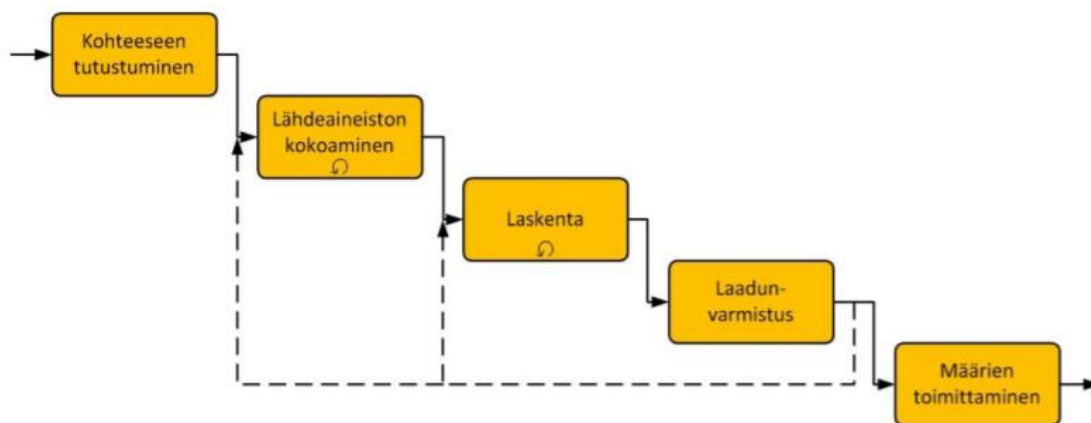 Kohteeseen
tutustuminen
Lähdeaineiston
kokoaminen
Laskenta
Laadun-
varmistus
Määrien
toimittaminen